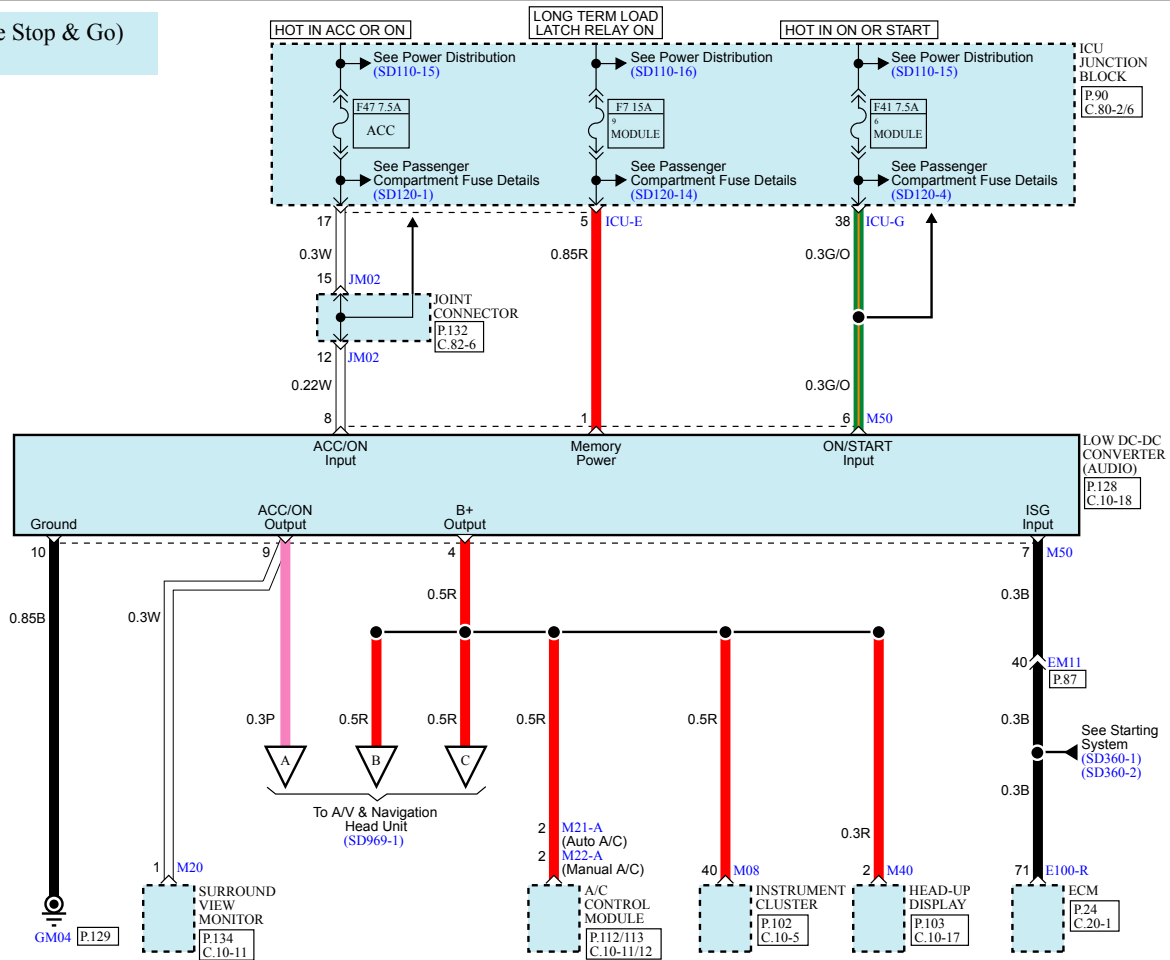 e Stop & Go)
HOT IN ACC OR ON
LONG TERM LOAD
LATCH RELAY ON
HOT IN ON OR START
See Power Distribution
(SD110-15)
See Power Distribution
(SD110-16)
See Power Distribution
(SD110-15)
ICU
JUNCTION
BLOCK
P.90
C.80-2/6
F47 7.5A
ACC
F7 15A
9
MODULE
F41 7.5A
6
MODULE
See Passenger
Compartment Fuse Details
(SD120-1)
See Passenger
Compartment Fuse Details
(SD120-14)
See Passenger
Compartment Fuse Details
(SD120-4)
17
5
ICU-E
38
ICU-G
0.3W
0.85R
0.3G/O
15
JM02
JOINT
CONNECTOR
P.132
C.82-6
12
JM02
0.22W
0.3G/O
8
1
6
M50
ACC/ON
Input
Memory
Power
ON/START
Input
LOW DC-DC
CONVERTER
(AUDIO)
P.128
C.10-18
Ground
ACC/ON
Output
B+
Output
ISG
Input
10
9
4
7
M50
0.5R
0.3B
0.85B
0.3W
40
EM11
P.87
0.3P
0.5R
0.5R
0.5R
0.5R
0.3B
See Starting
System
(SD360-1)
(SD360-2)
A
B
C
0.3B
To A/V & Navigation
Head Unit
(SD969-1)
2
M21-A
(Auto A/C)
2
M22-A
(Manual A/C)
0.3R
1
M20
40
M08
2
M40
71
E100-R
SURROUND
VIEW
MONITOR
P.134
C.10-11
A/C
CONTROL
MODULE
P.112/113
C.10-11/12
INSTRUMENT
CLUSTER
P.102
C.10-5
HEAD-UP
DISPLAY
P.103
C.10-17
ECM
P.24
C.20-1
GM04
P.129